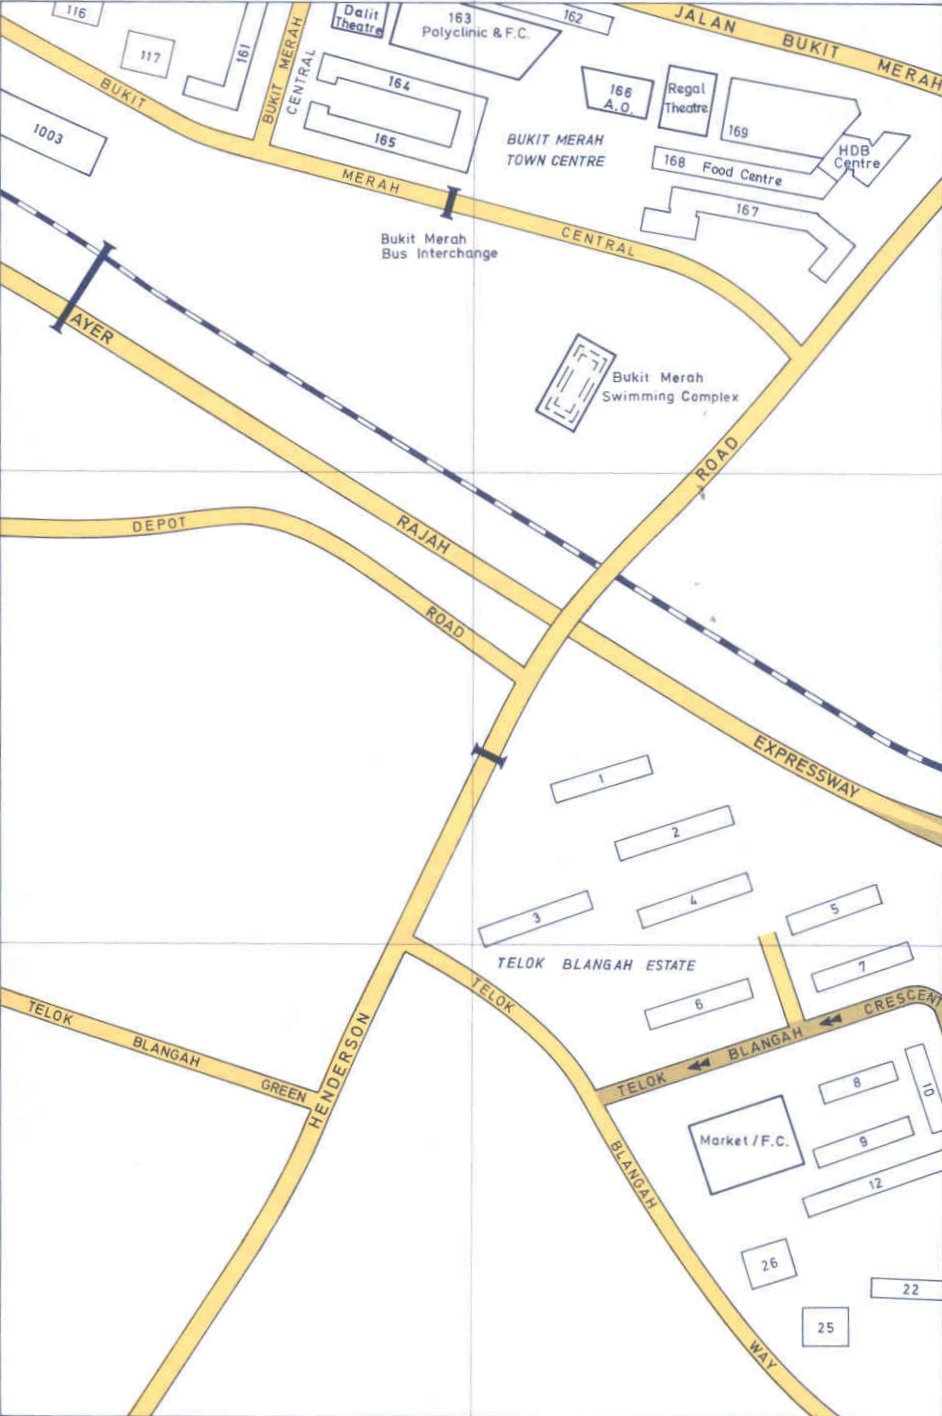 116
117
161
BUKIT MERAH
CENTRAL
Dalit
Theatre
163
Polyclinic & F.C.
162
JALAN BUKIT MERAH
164
165
166
A.O.
Regal
Theatre
169
HDB
Centre
BUKIT MERAH
TOWN CENTRE
168 Food Centre
167
1003
BUKIT MERAH CENTRAL
Bukit Merah
Bus Interchange
AYER RAJAH EXPRESSWAY
Bukit Merah
Swimming Complex
HENDERSON ROAD
DEPOT ROAD
1
2
3
4
5
6
7
TELOK BLANGAH ESTATE
TELOK BLANGAH GREEN
TELOK BLANGAH WAY
TELOK BLANGAH CRESCENT
8
10
9
Market/F.C.
12
26
22
25